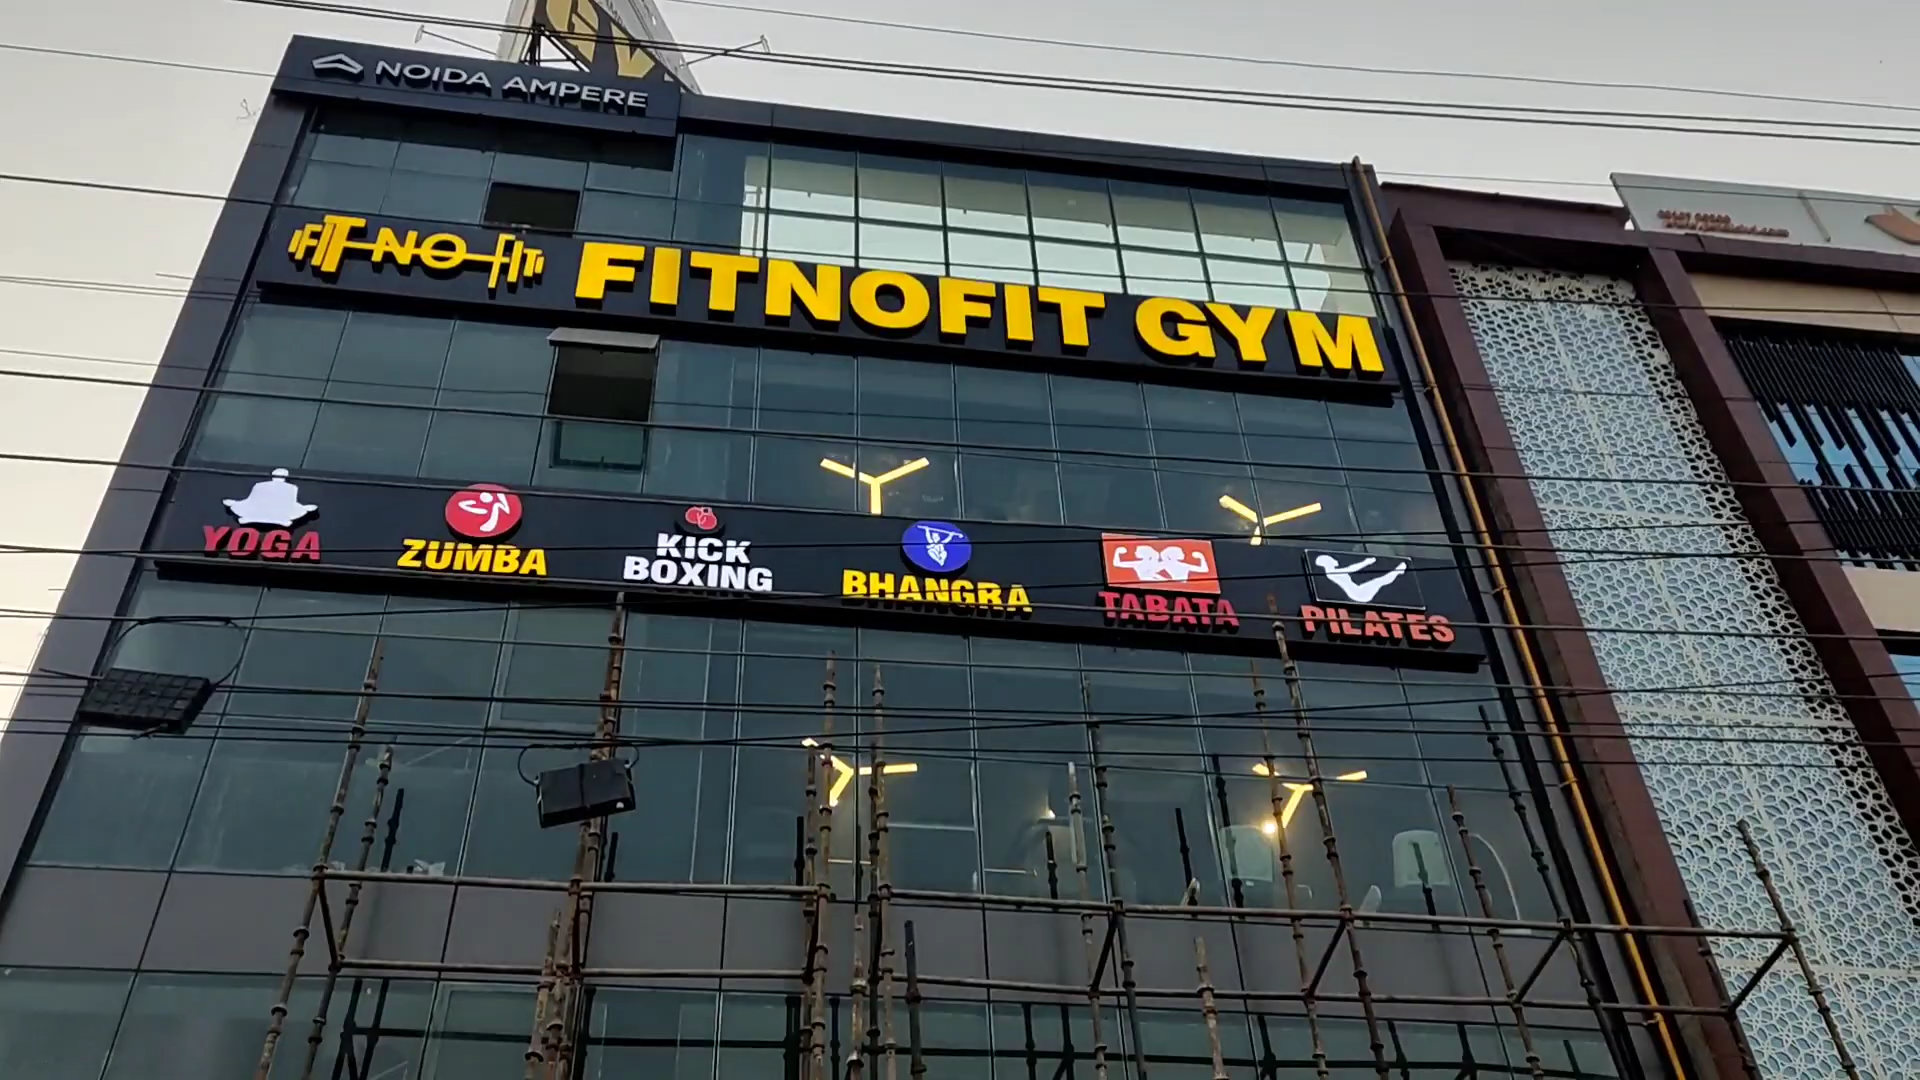 NOIDA AMPERE
FIT NO FIT
FITNOFIT GYM
YOGA
ZUMBA
KICK
BOXING
BHANGRA
TABATA
PILATES